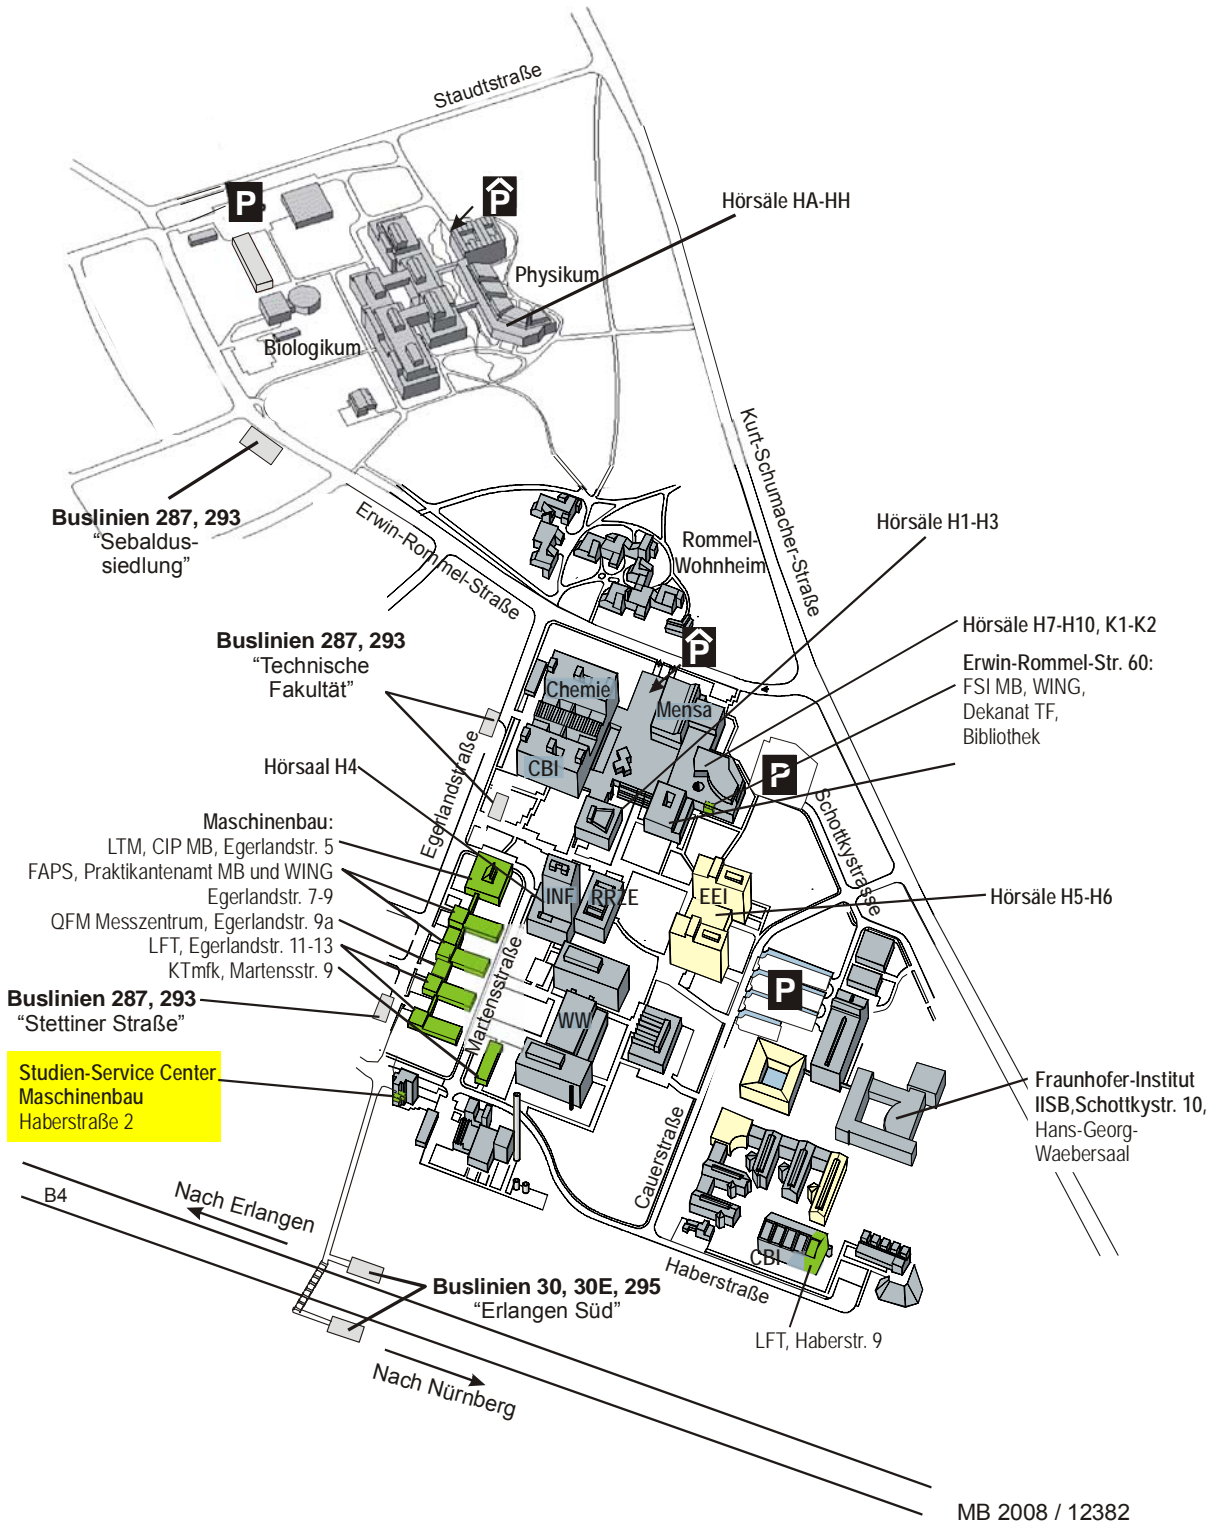 Staudtstraße
P
P
Hörsäle HA-HH
Physikum
Biologikum
Kurt-Schumacher-Straße
Buslinien 287, 293
“Sebaldus-
siedlung”
Erwin-Rommel-Straße
Rommel-
Wohnheim
Hörsäle H1-H3
Buslinien 287, 293
“Technische
Fakultät”
P
Hörsäle H7-H10, K1-K2
Erwin-Rommel-Str. 60:
FSI MB, WING,
Dekanat TF,
Bibliothek
Chemie
Mensa
CBI
P
Egerlandstraße
Schottkystrasse
Hörsaal H4
Maschinenbau:
LTM, CIP MB, Egerlandstr. 5
FAPS, Praktikantenamt MB und WING
Egerlandstr. 7-9
QFM Messzentrum, Egerlandstr. 9a
LFT, Egerlandstr. 11-13
KTmfk, Martensstr. 9
INF
RRZE
EEI
Hörsäle H5-H6
Martensstraße
P
Buslinien 287, 293
“Stettiner Straße”
WW
Studien-Service Center
Maschinenbau
Haberstraße 2
Fraunhofer-Institut
IISB,Schottkystr. 10,
Hans-Georg-
Waebersaal
Cauerstraße
B4
Nach Erlangen
CBI
Haberstraße
Buslinien 30, 30E, 295
“Erlangen Süd”
LFT, Haberstr. 9
Nach Nürnberg
MB 2008 / 12382